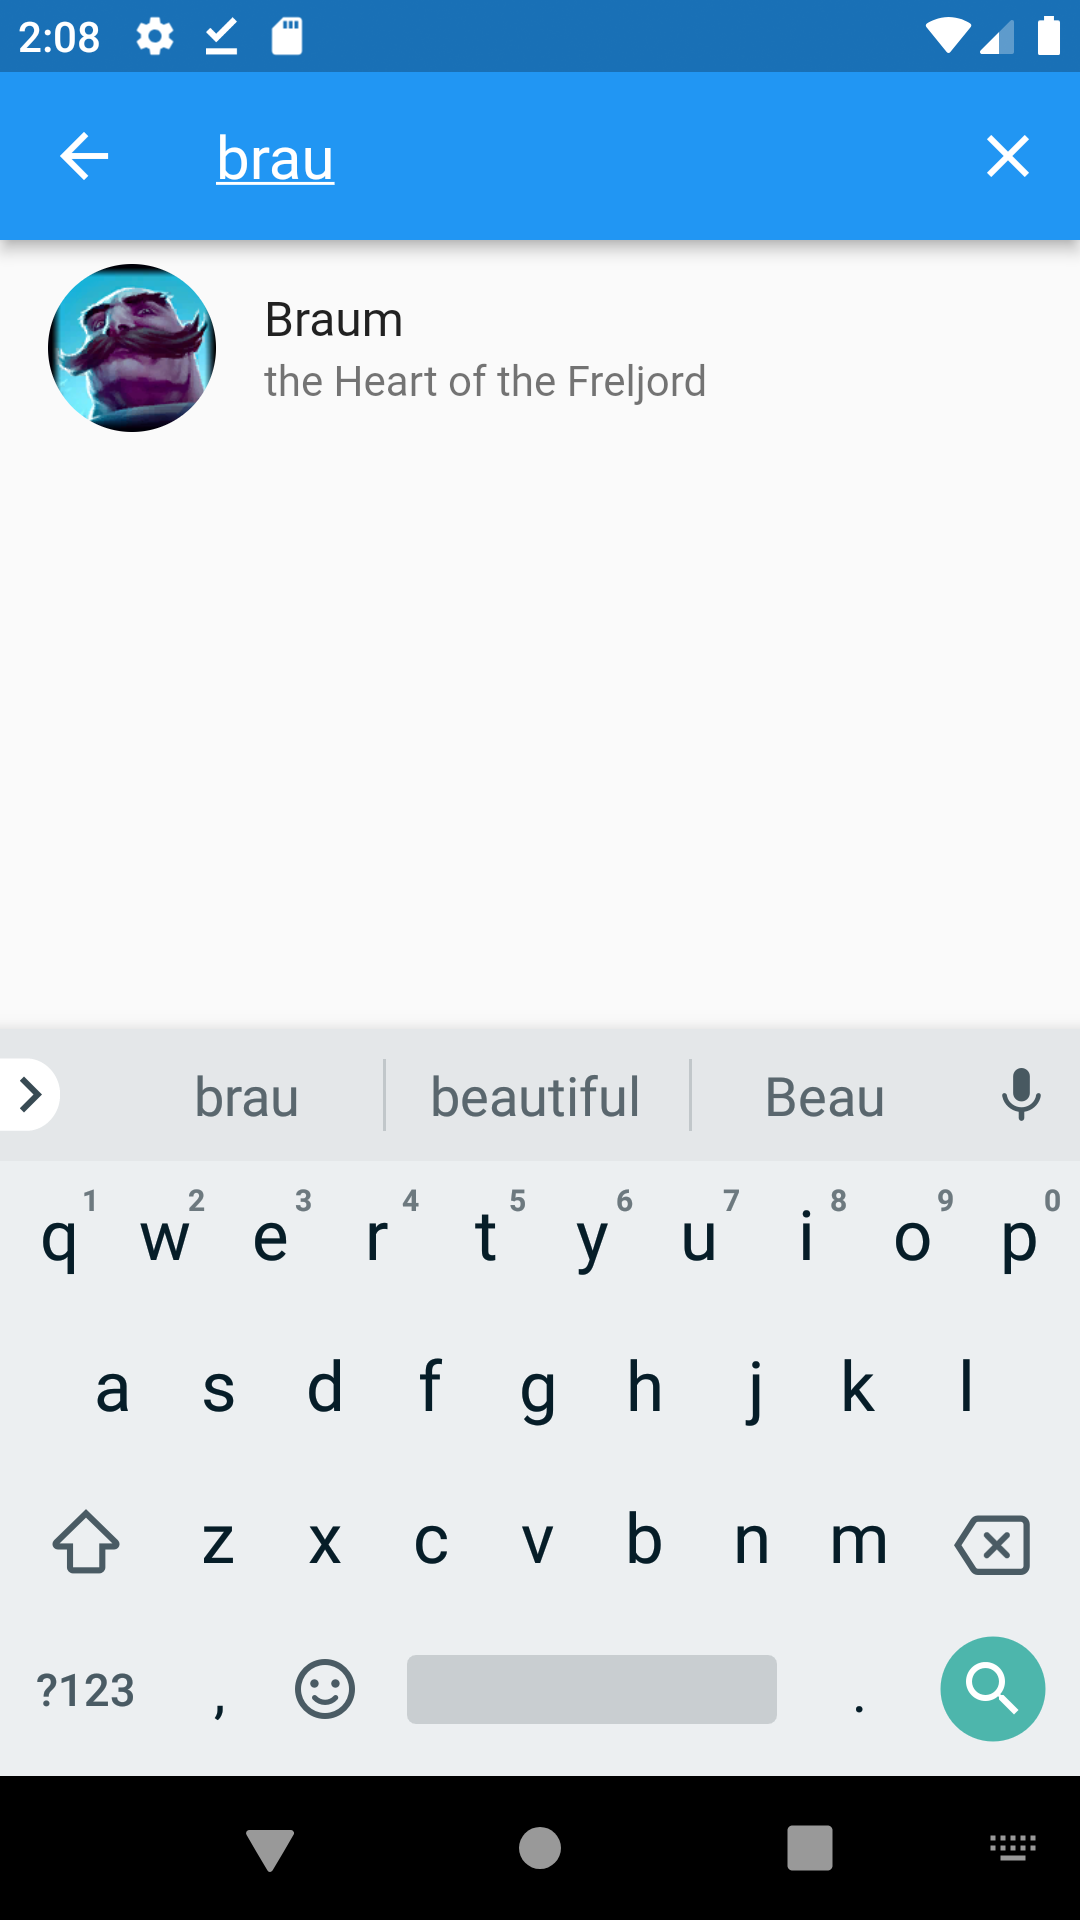 2:08
brau
Braum
the Heart of the Freljord
brau beautiful Beau
1 2 3 4 5 6 7 8 9 0
q w e r t y u i o p
a s d f g h j k l
z x c v b n m
?123 , .